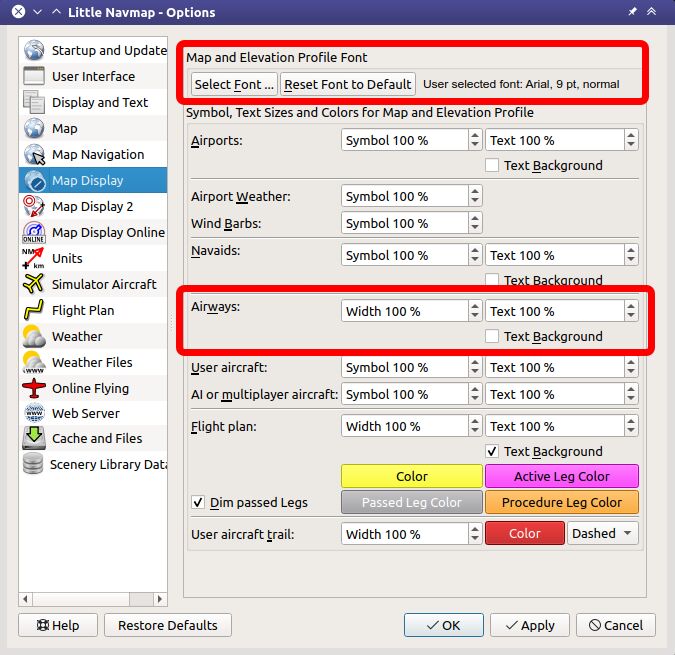 Little Navmap - Options
Startup and Update
User Interface
Display and Text
Map
Map Navigation
Map Display
Map Display 2
Map Display Online
Units
Simulator Aircraft
Flight Plan
Weather
Weather Files
Online Flying
Web Server
Cache and Files
Scenery Library Data
ONLINE
NM
km
WWW
WWW
Map and Elevation Profile Font
Select Font ... Reset Font to Default User selected font: Arial, 9 pt, normal
Symbol, Text Sizes and Colors for Map and Elevation Profile
Airports: Symbol 100 % Text 100 %
Text Background
Airport Weather: Symbol 100 %
Wind Barbs: Symbol 100 %
Navaids: Symbol 100 % Text 100 %
Text Background
Airways: Width 100 % Text 100 %
Text Background
User aircraft: Symbol 100 % Text 100 %
AI or multiplayer aircraft: Symbol 100 % Text 100 %
Flight plan: Width 100 % Text 100 %
Text Background
Color Active Leg Color
Dim passed Legs Passed Leg Color Procedure Leg Color
User aircraft trail: Width 100 % Color Dashed
Help Restore Defaults OK Apply Cancel